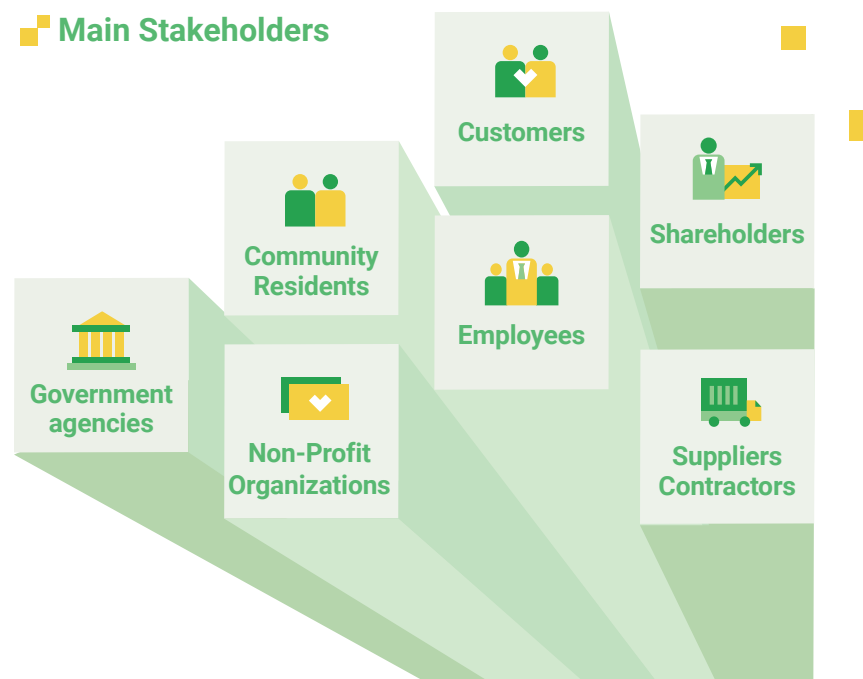 Main Stakeholders
Customers
Shareholders
Community
Residents
Employees
Government
agencies
Non-Profit
Organizations
Suppliers
Contractors